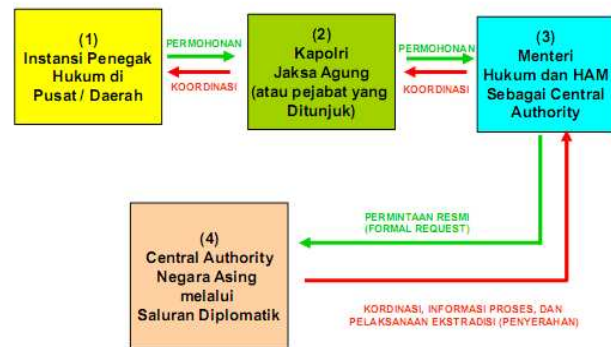 (1)
Instansi Penegak
Hukum di
Pusat / Daerah
PERMOHONAN
KOORDINASI
(2)
Kapolri
Jaksa Agung
(atau pejabat yang
Ditunjuk)
PERMOHONAN
KOORDINASI
(3)
Menteri
Hukum dan HAM
Sebagai Central
Authority
PERMINTAAN RESMI
(FORMAL REQUEST)
(4)
Central Authority
Negara Asing
melalui
Saluran Diplomatik
KORDINASI, INFORMASI PROSES, DAN
PELAKSANAAN EKSTRADISI (PENYERAHAN)